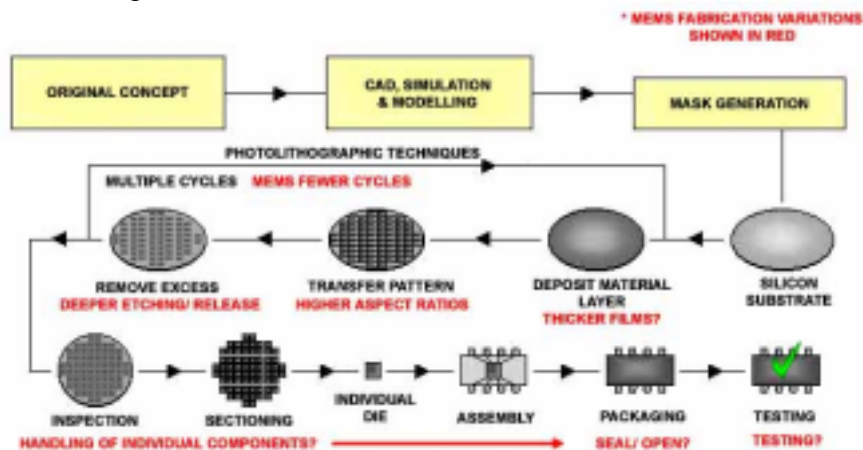 * MEMS FABRICATION VARIATIONS
SHOWN IN RED
ORIGINAL CONCEPT
CAD, SIMULATION
& MODELLING
MASK GENERATION
PHOTOLITHOGRAPHIC TECHNIQUES
MULTIPLE CYCLES MEMS FEWER CYCLES
REMOVE EXCESS
DEEPER ETCHING/ RELEASE
TRANSFER PATTERN
HIGHER ASPECT RATIOS
DEPOSIT MATERIAL
LAYER
THICKER FILMS?
SILICON
SUBSTRATE
INSPECTION
SECTIONING
INDIVIDUAL
DIE
ASSEMBLY
PACKAGING
TESTING
HANDLING OF INDIVIDUAL COMPONENTS?
SEAL/ OPEN?
TESTING?